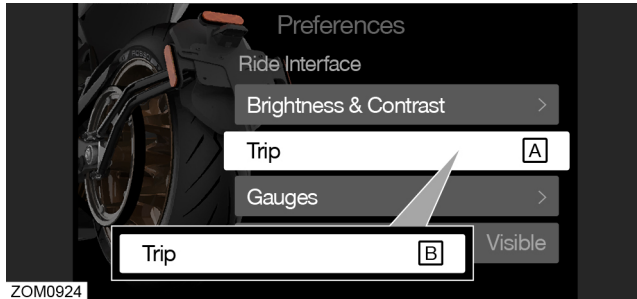 Preferences
Ride Interface
Brightness & Contrast >
Trip A
Gauges >
Visible
Trip B
ZOM0924